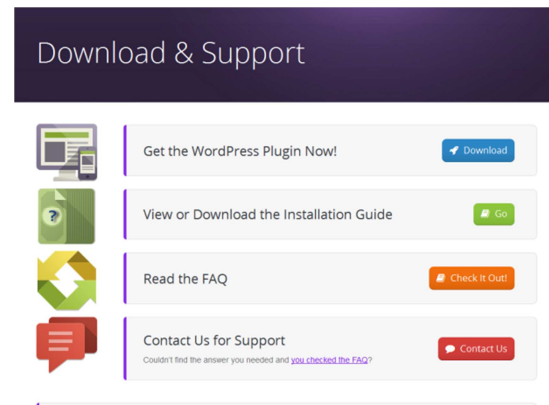 Download & Support
Get the WordPress Plugin Now!
Download
View or Download the Installation Guide
Go
?
Read the FAQ
Check It Out!
Contact Us for Support
Couldn't find the answer you needed and you checked the FAQ?
Contact Us